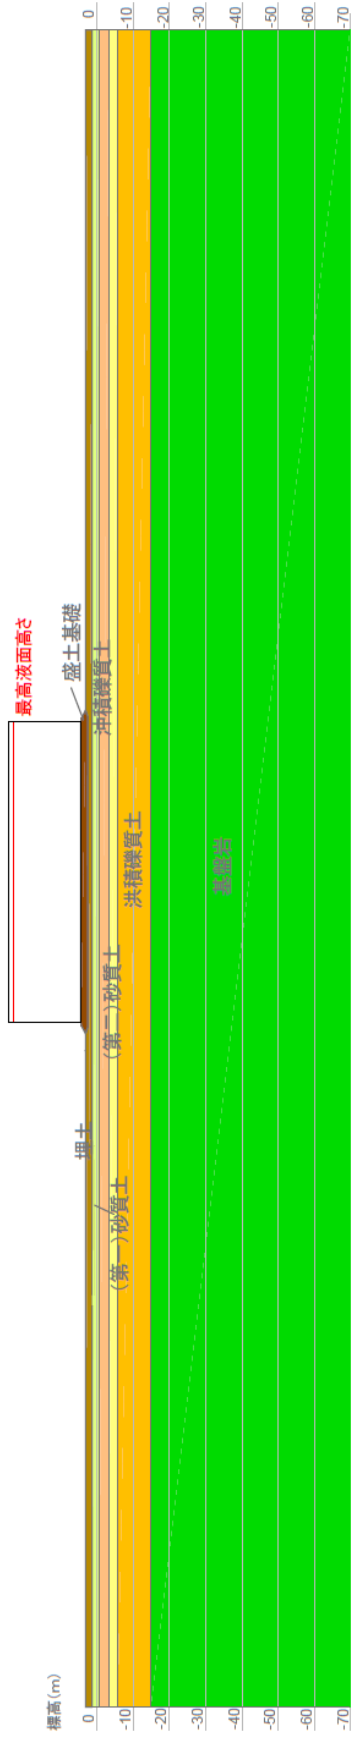 標高(m)
最高液面高さ
盛土基礎
埋土
沖積礫質土
(第一)砂質土
(第二)砂質土
洪積礫質土
基盤岩
0
-10
-20
-30
-40
-50
-60
-70
0
-10
-20
-30
-40
-50
-60
-70